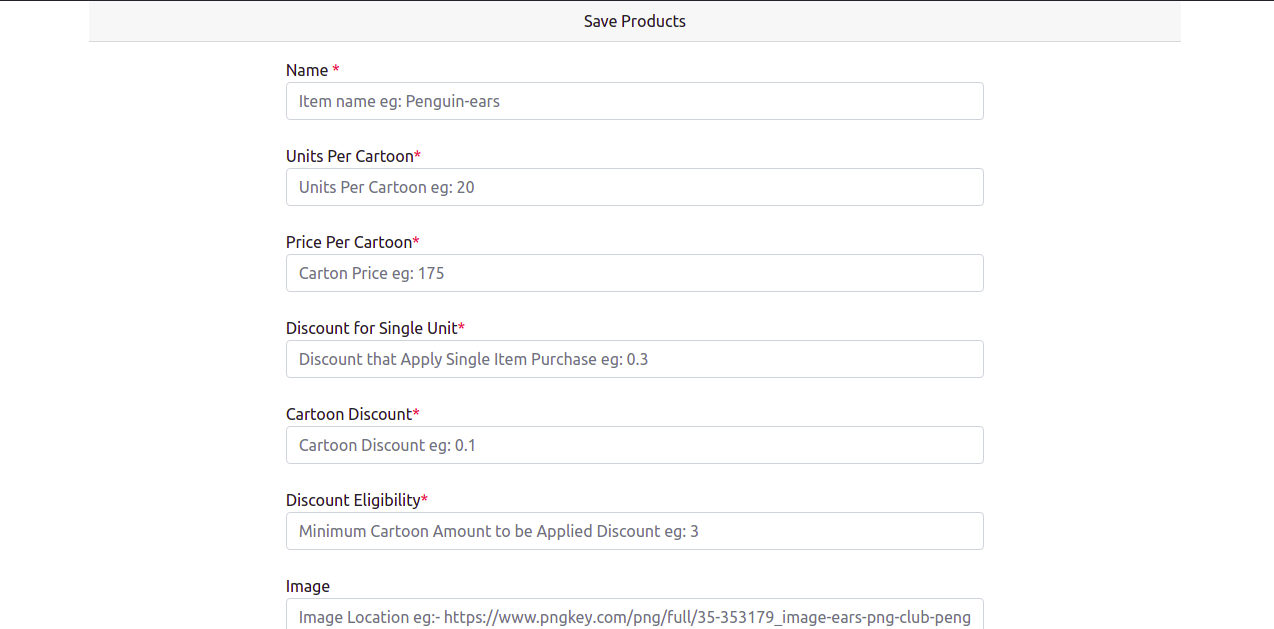 Save Products
Name *
Item name eg: Penguin-ears
Units Per Cartoon*
Units Per Cartoon eg: 20
Price Per Cartoon*
Carton Price eg: 175
Discount for Single Unit*
Discount that Apply Single Item Purchase eg: 0.3
Cartoon Discount*
Cartoon Discount eg: 0.1
Discount Eligibility*
Minimum Cartoon Amount to be Applied Discount eg: 3
Image
Image Location eg:- https://www.pngkey.com/png/full/35-353179_image-ears-png-club-peng